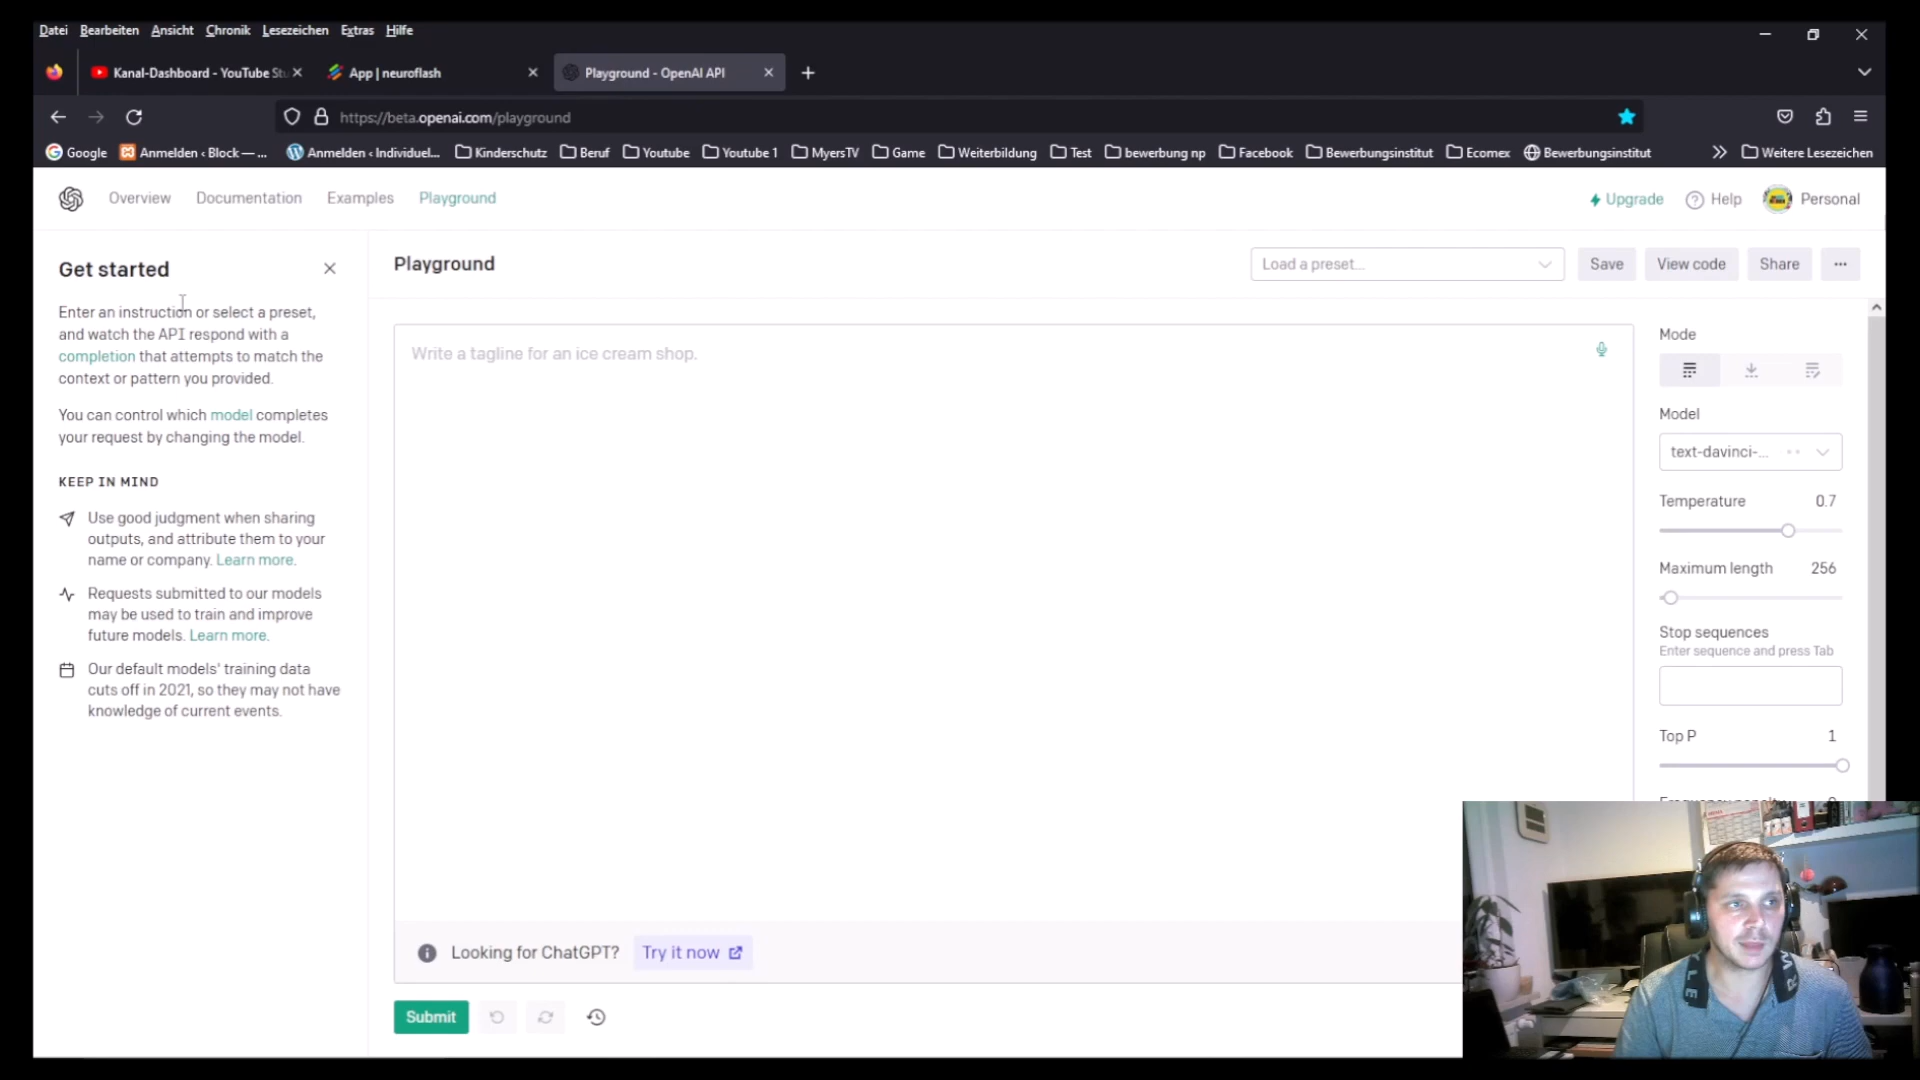 Datei Bearbeiten Ansicht Chronik Lesezeichen Extras Hilfe
Kanal-Dashboard - YouTube Stu
App | neuroflash
Playground - OpenAI API
https://beta.openai.com/playground
Google
Anmelden ‹ Block — ...
Anmelden ‹ Individuel...
Kinderschutz
Beruf
Youtube
Youtube 1
MyersTV
Game
Weiterbildung
Test
bewerbung np
Facebook
Bewerbungsinstitut
Ecomex
Bewerbungsinstitut
Weitere Lesezeichen
Overview
Documentation
Examples
Playground
Upgrade
Help
Personal
Get started
Enter an instruction or select a preset,
and watch the API respond with a
completion that attempts to match the
context or pattern you provided.
You can control which model completes
your request by changing the model.
KEEP IN MIND
Use good judgment when sharing
outputs, and attribute them to your
name or company. Learn more.
Requests submitted to our models
may be used to train and improve
future models. Learn more.
Our default models' training data
cuts off in 2021, so they may not have
knowledge of current events.
Playground
Load a preset...
Save
View code
Share
...
Write a tagline for an ice cream shop.
Looking for ChatGPT?
Try it now
Submit
Mode
Model
text-davinci-...
Temperature 0.7
Maximum length 256
Stop sequences
Enter sequence and press Tab
Top P 1